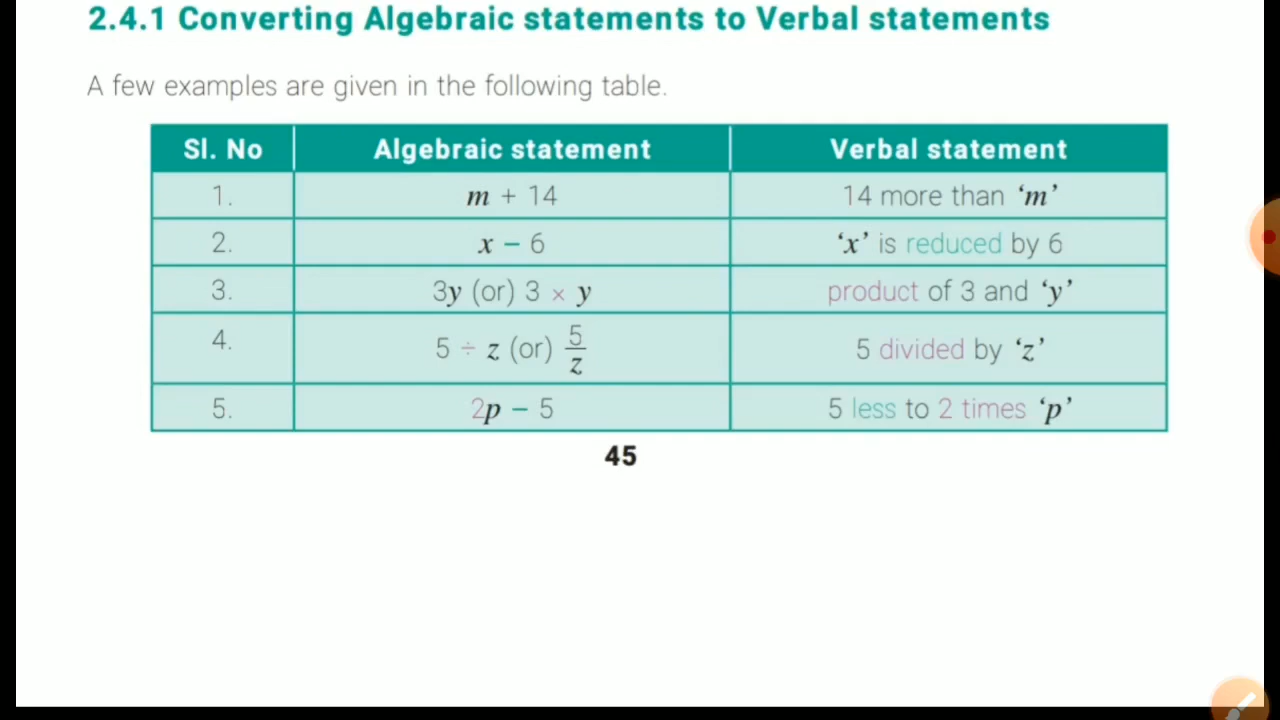 2.4.1 Converting Algebraic statements to Verbal statements
A few examples are given in the following table.
Sl. No Algebraic statement Verbal statement
1. m + 14 14 more than ‘m’
2. x – 6 ‘x’ is reduced by 6
3. 3y (or) 3 × y product of 3 and ‘y’
4. 5 ÷ z (or) 5/z 5 divided by ‘z’
5. 2p – 5 5 less to 2 times ‘p’
45